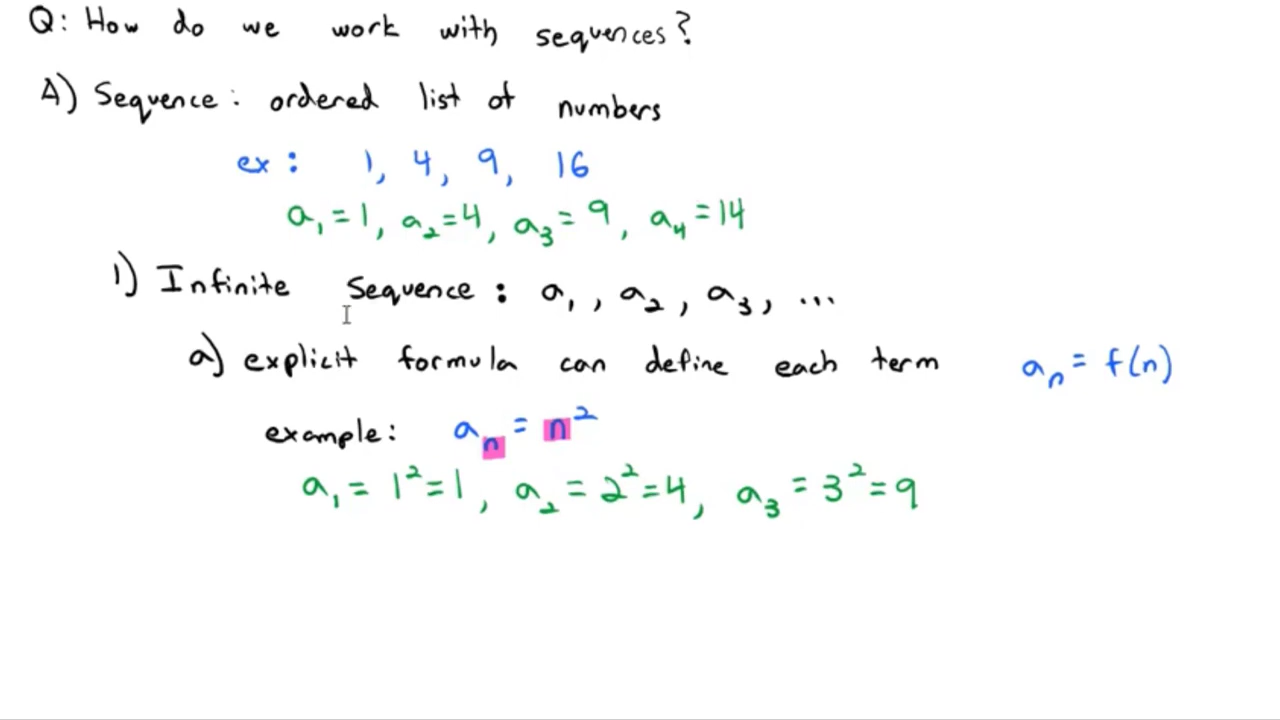 Q: How do we work with sequences?
A) Sequence: ordered list of numbers
ex: 1, 4, 9, 16
a₁ = 1, a₂ = 4, a₃ = 9, a₄ = 14
1) Infinite Sequence: a₁, a₂, a₃, ...
a) explicit formula can define each term aₙ = f(n)
example: aₙ = n²
a₁ = 1² = 1, a₂ = 2² = 4, a₃ = 3² = 9